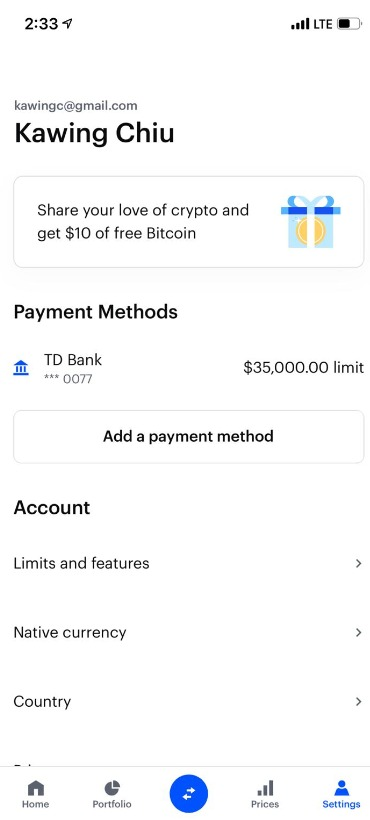 2:33
LTE
kawingc@gmail.com
Kawing Chiu
Share your love of crypto and
get $10 of free Bitcoin
Payment Methods
TD Bank
*** 0077
$35,000.00 limit
Add a payment method
Account
Limits and features
Native currency
Country
Home
Portfolio
Prices
Settings